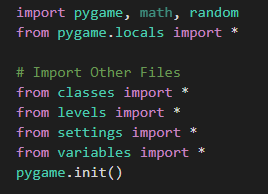 import pygame, math, random
from pygame.locals import *
# Import Other Files
from classes import *
from levels import *
from settings import *
from variables import *
pygame.init()